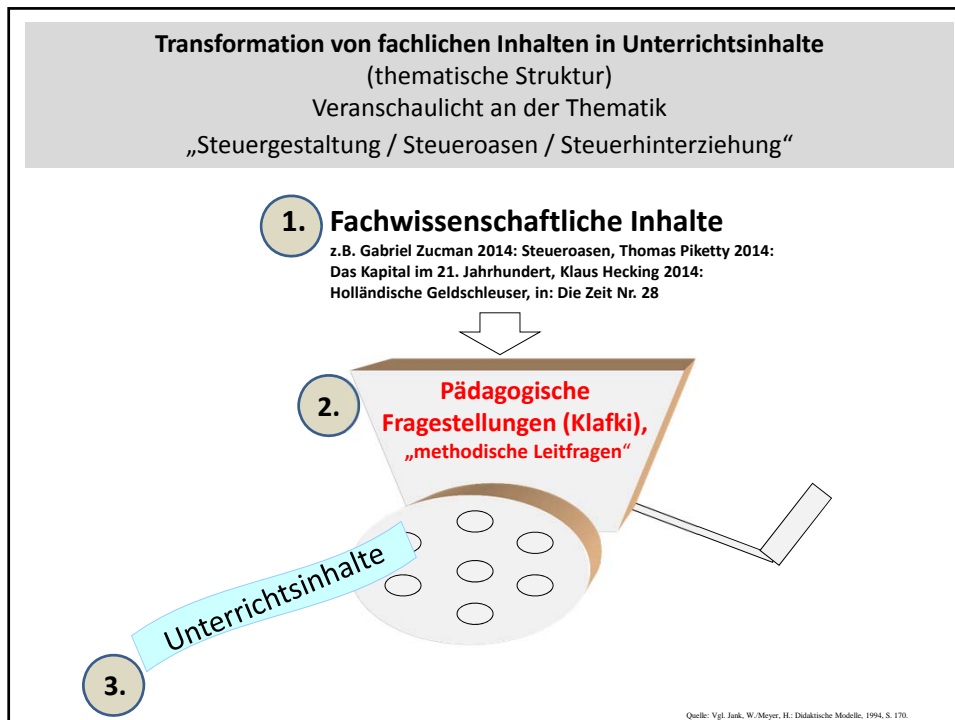 Transformation von fachlichen Inhalten in Unterrichtsinhalte
(thematische Struktur)
Veranschaulicht an der Thematik
„Steuergestaltung / Steueroasen / Steuerhinterziehung“
1. Fachwissenschaftliche Inhalte
z.B. Gabriel Zucman 2014: Steueroasen, Thomas Piketty 2014:
Das Kapital im 21. Jahrhundert, Klaus Hecking 2014:
Holländische Geldschleuser, in: Die Zeit Nr. 28
2.
Pädagogische
Fragestellungen (Klafki),
„methodische Leitfragen“
Unterrichtsinhalte
3.
Quelle: Vgl. Jank, W./Meyer, H.: Didaktische Modelle, 1994, S. 170.